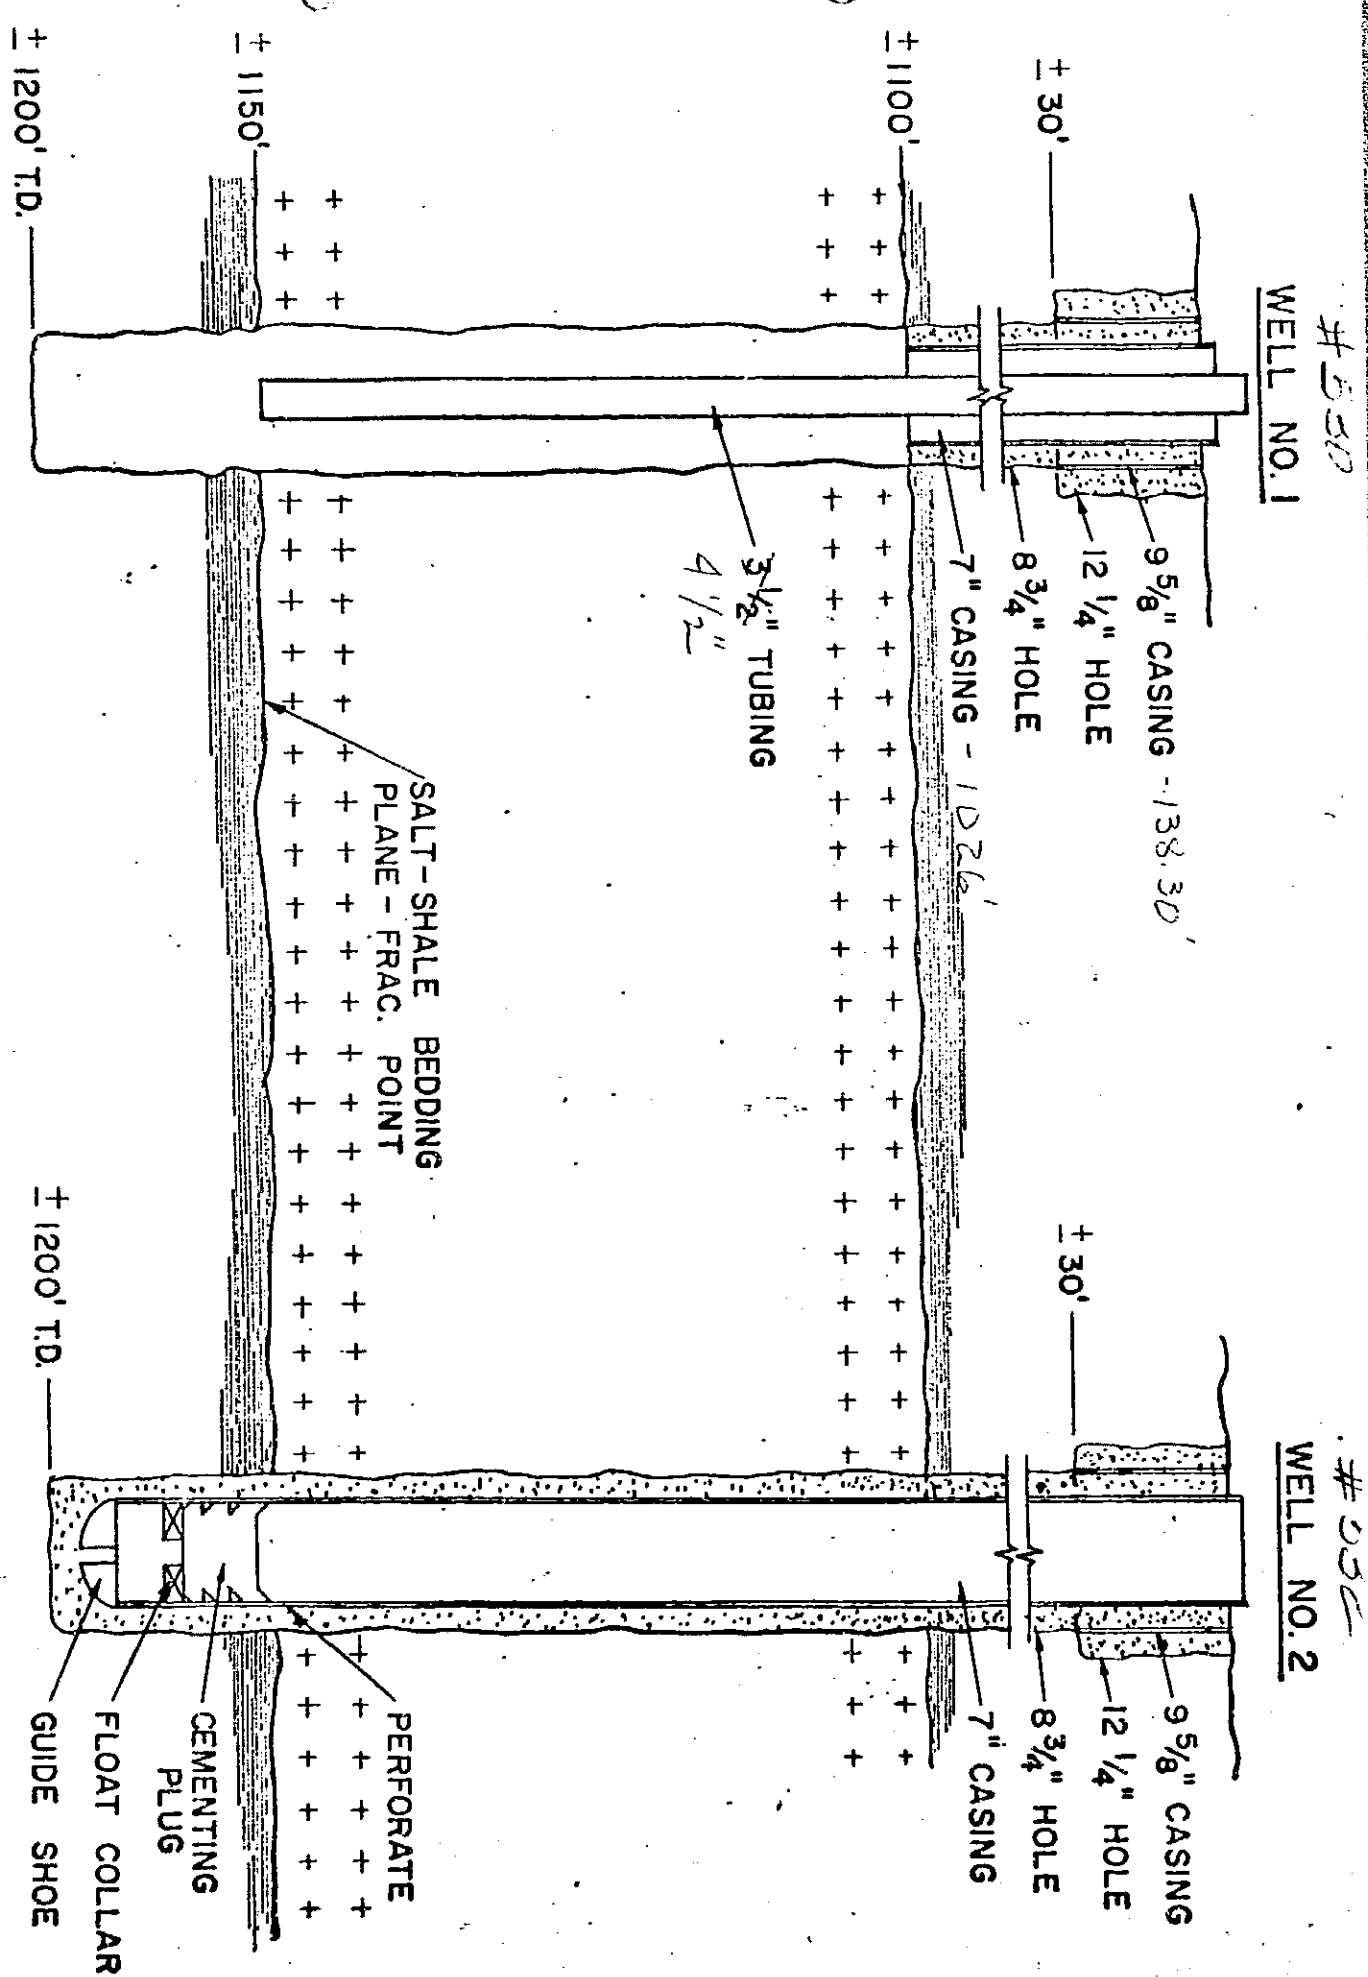 WELL NO. 1
± 30'
±1100'
± 1150'
± 1200' T.D.
9 5/8" CASING - 138.30'
12 1/4" HOLE
8 3/4" HOLE
7" CASING - 1026'
3 1/2" TUBING
4 1/2"
SALT-SHALE BEDDING
PLANE - FRAC. POINT
WELL NO. 2
± 30'
± 1200' T.D.
9 5/8" CASING
12 1/4" HOLE
8 3/4" HOLE
7" CASING
PERFORATE
CEMENTING
PLUG
FLOAT COLLAR
GUIDE SHOE